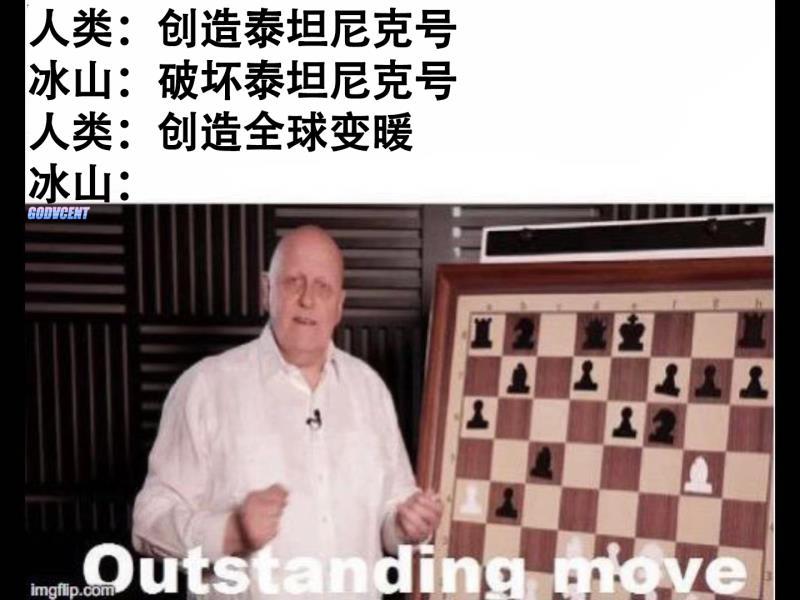 人类：创造泰坦尼克号
冰山：破坏泰坦尼克号
人类：创造全球变暖
冰山：
GODVCENT
Outstanding move
imgflip.com